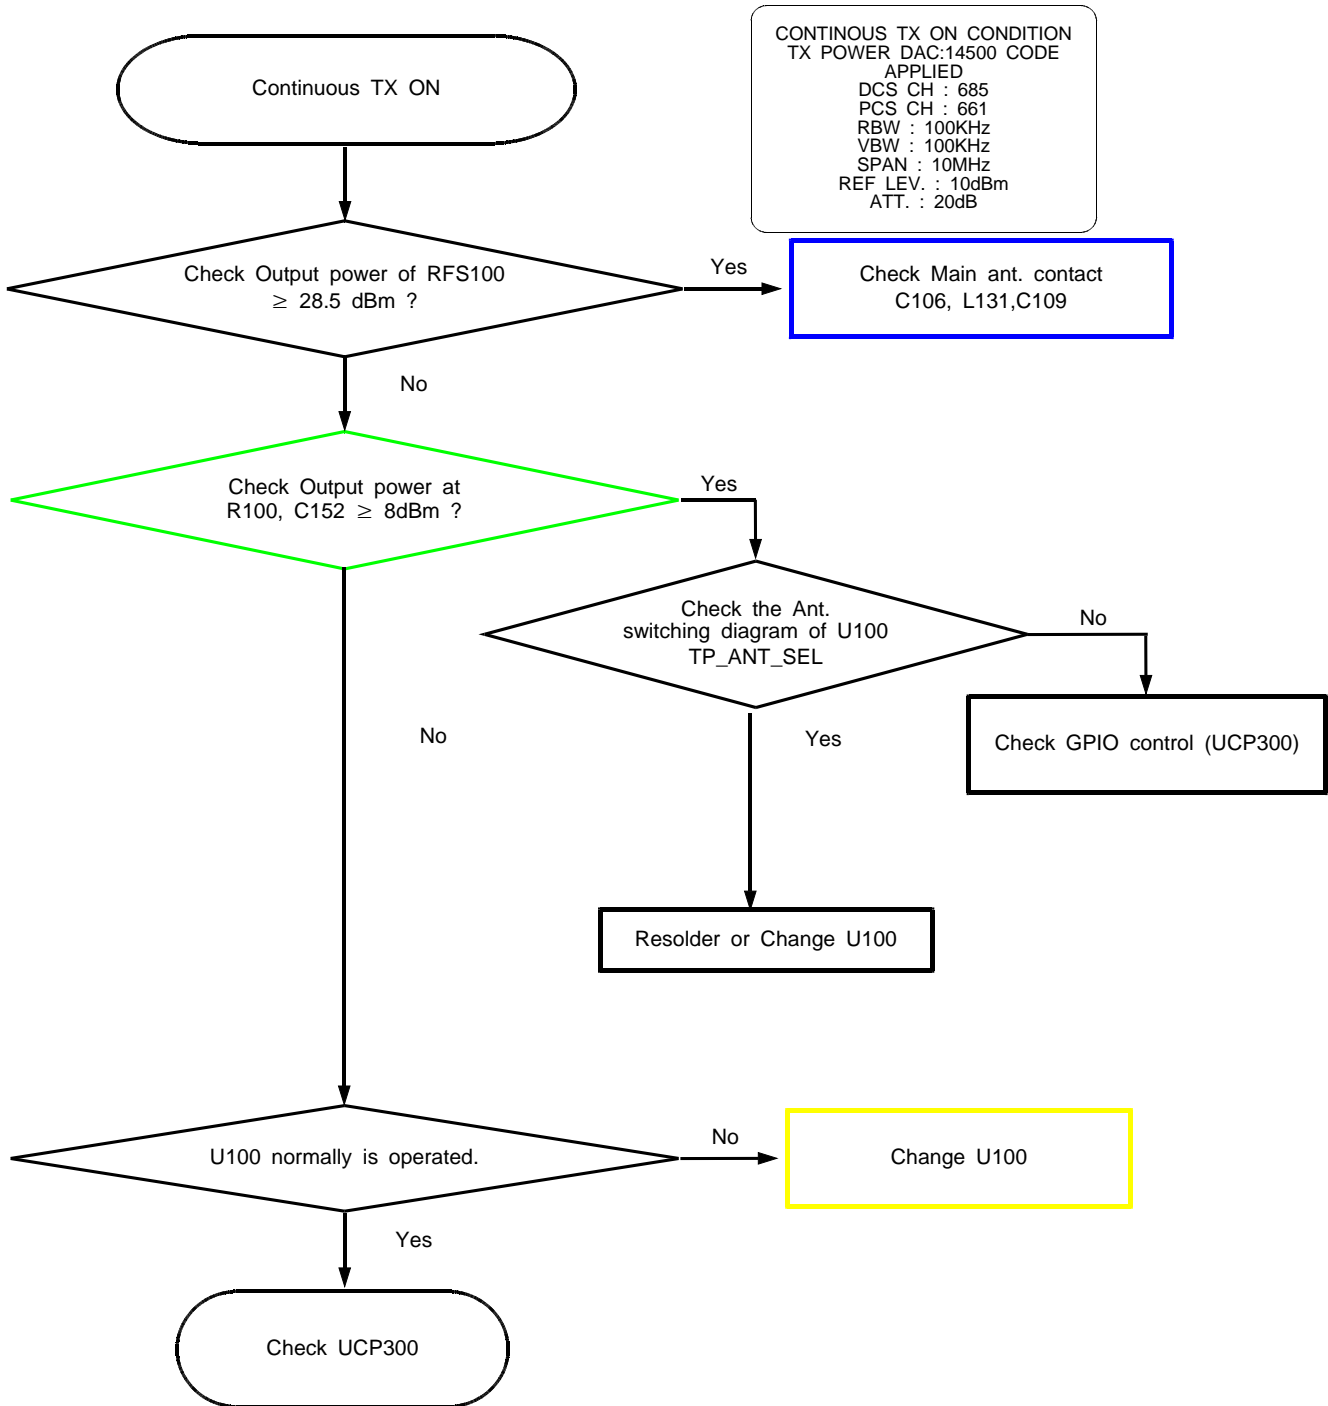 CONTINOUS TX ON CONDITION
TX POWER DAC:14500 CODE
APPLIED
DCS CH : 685
PCS CH : 661
RBW : 100KHz
VBW : 100KHz
SPAN : 10MHz
REF LEV. : 10dBm
ATT. : 20dB
Continuous TX ON
Check Output power of RFS100
≥ 28.5 dBm ?
Yes
Check Main ant. contact
C106, L131,C109
No
Check Output power at
R100, C152 ≥ 8dBm ?
Yes
Check the Ant.
switching diagram of U100
TP_ANT_SEL
No
Check GPIO control (UCP300)
No
Yes
Resolder or Change U100
U100 normally is operated.
No
Change U100
Yes
Check UCP300